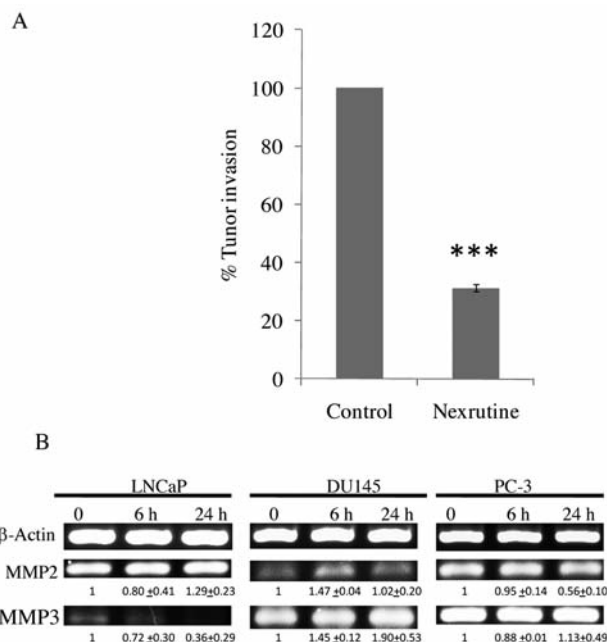 A
% Tumor invasion
120
100
80
60
40
20
0
***
Control Nexrutine
B
LNCaP DU145 PC-3
0 6 h 24 h 0 6 h 24 h 0 6 h 24 h
β-Actin
MMP2
1 0.80 ±0.41 1.29±0.23 1 1.47 ±0.04 1.02±0.20 1 0.95 ±0.14 0.56±0.10
MMP3
1 0.72 ±0.30 0.36±0.29 1 1.45 ±0.12 1.90±0.53 1 0.88 ±0.01 1.13±0.49